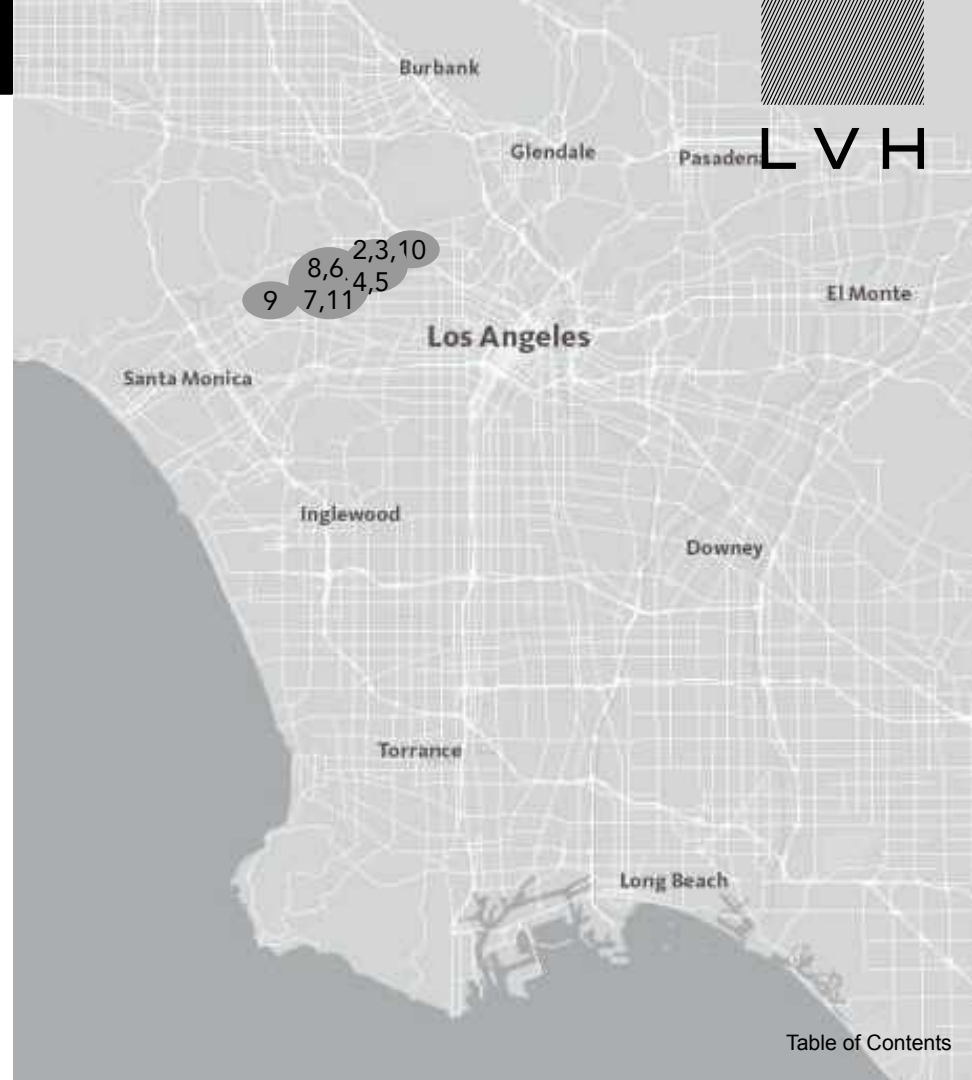 Burbank
Glendale
Pasadena
L V H
2,3,10
8,6,
4,5
9
7,11
El Monte
Los Angeles
Santa Monica
Inglewood
Downey
Torrance
Long Beach
Table of Contents